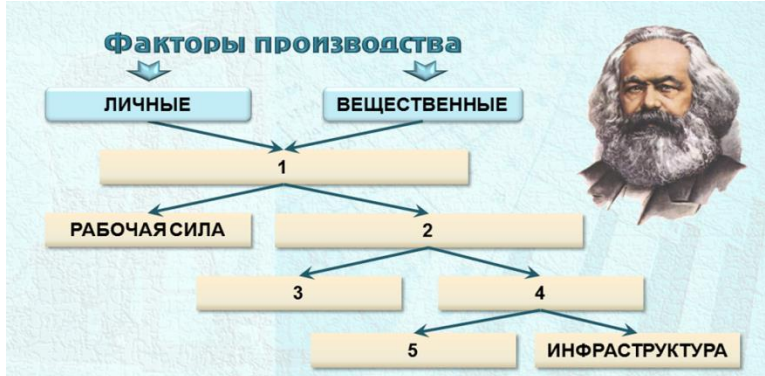 Факторы производства
ЛИЧНЫЕ
ВЕЩЕСТВЕННЫЕ
1
РАБОЧАЯ СИЛА
2
3
4
5
ИНФРАСТРУКТУРА